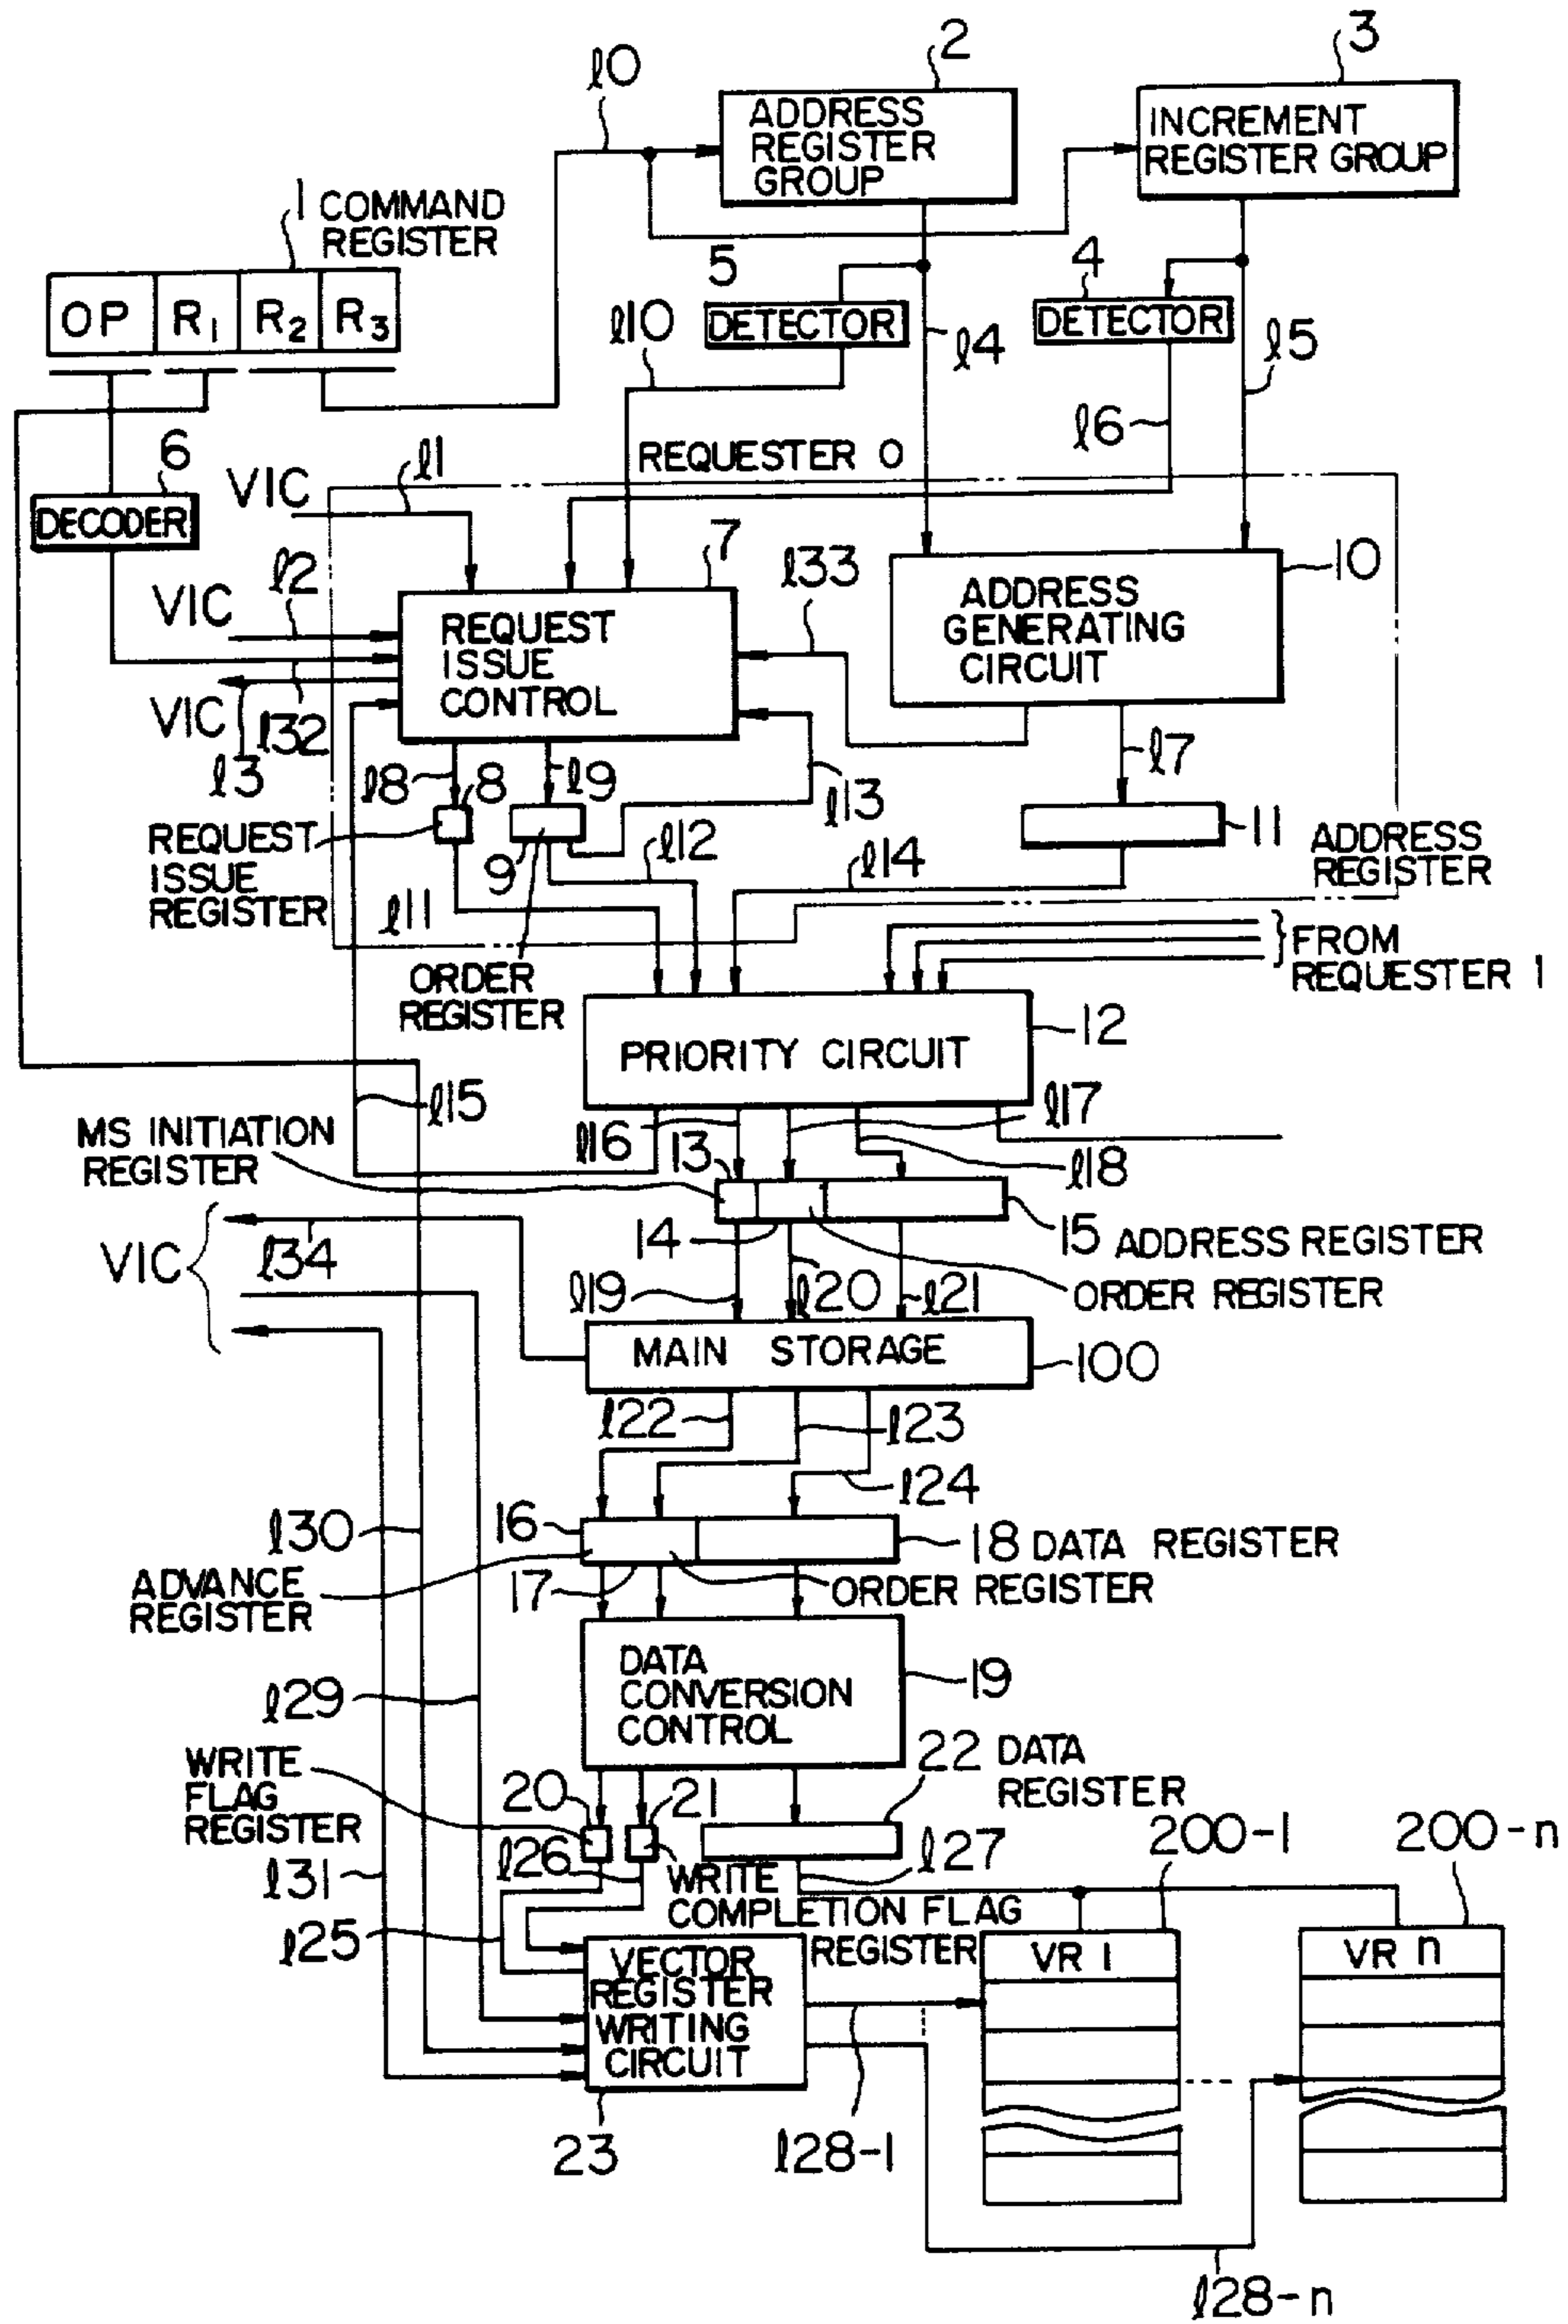 2
3
l0
ADDRESS
REGISTER
GROUP
INCREMENT
REGISTER GROUP
1 COMMAND
REGISTER
OP R1 R2 R3
5
4
DETECTOR
DETECTOR
l10
l4
l5
l6
6
REQUESTER 0
VIC
l1
DECODER
7
10
l2
VIC
l33
REQUEST
ISSUE
CONTROL
ADDRESS
GENERATING
CIRCUIT
VIC
l32
l3
l8
8
l9
l13
l7
REQUEST
ISSUE
REGISTER
9
l12
l14
11
ADDRESS
REGISTER
l11
ORDER
REGISTER
FROM
REQUESTER 1
12
PRIORITY CIRCUIT
l15
l16
l17
MS INITIATION
REGISTER
13
l18
14
15 ADDRESS REGISTER
VIC
l34
l19
l20
l21
ORDER REGISTER
MAIN STORAGE
100
l22
l23
l24
l30
16
18 DATA REGISTER
ADVANCE
REGISTER
17
ORDER REGISTER
DATA
CONVERSION
CONTROL
19
l29
WRITE
FLAG
REGISTER
20
21
22 DATA
REGISTER
200-1
200-n
l31
l26
l27
WRITE
COMPLETION FLAG
REGISTER
l25
VECTOR
REGISTER
WRITING
CIRCUIT
VR 1
VR n
23
l28-1
l28-n